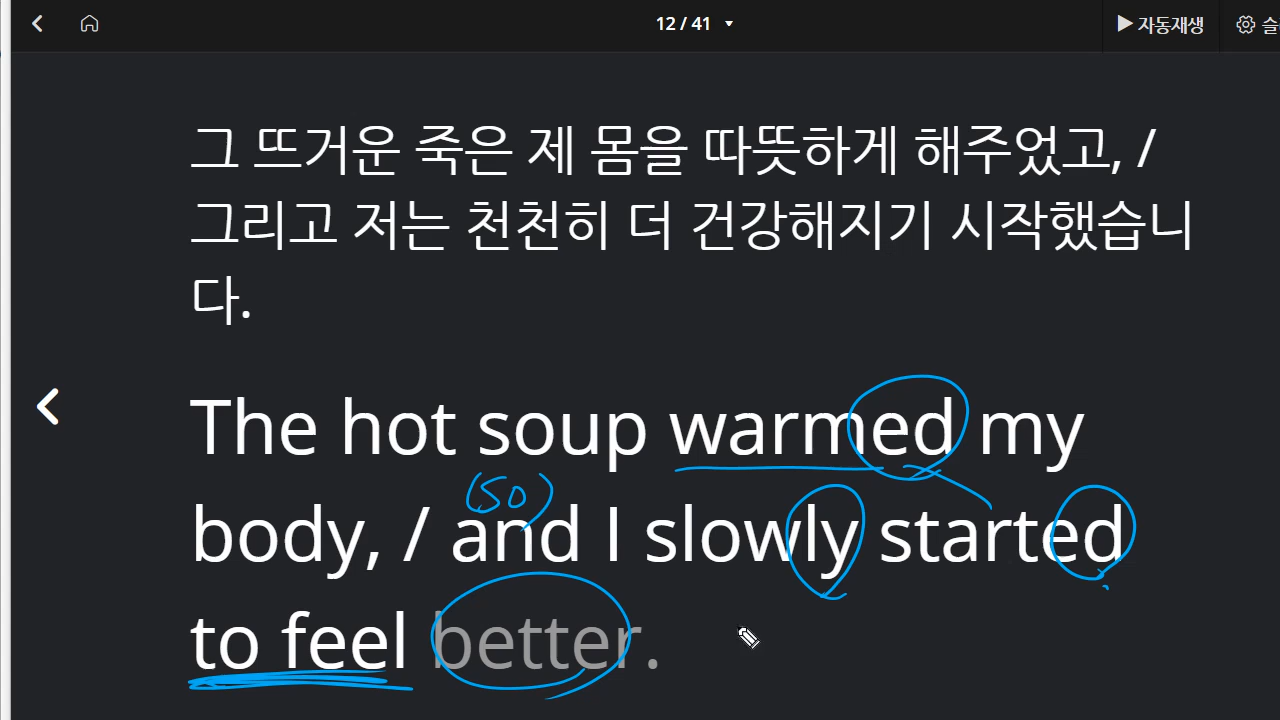 12 / 41
자동재생
슬
그 뜨거운 죽은 제 몸을 따뜻하게 해주었고, /
그리고 저는 천천히 더 건강해지기 시작했습니
다.
The hot soup warmed my
(so)
body, / and I slowly started
to feel better.